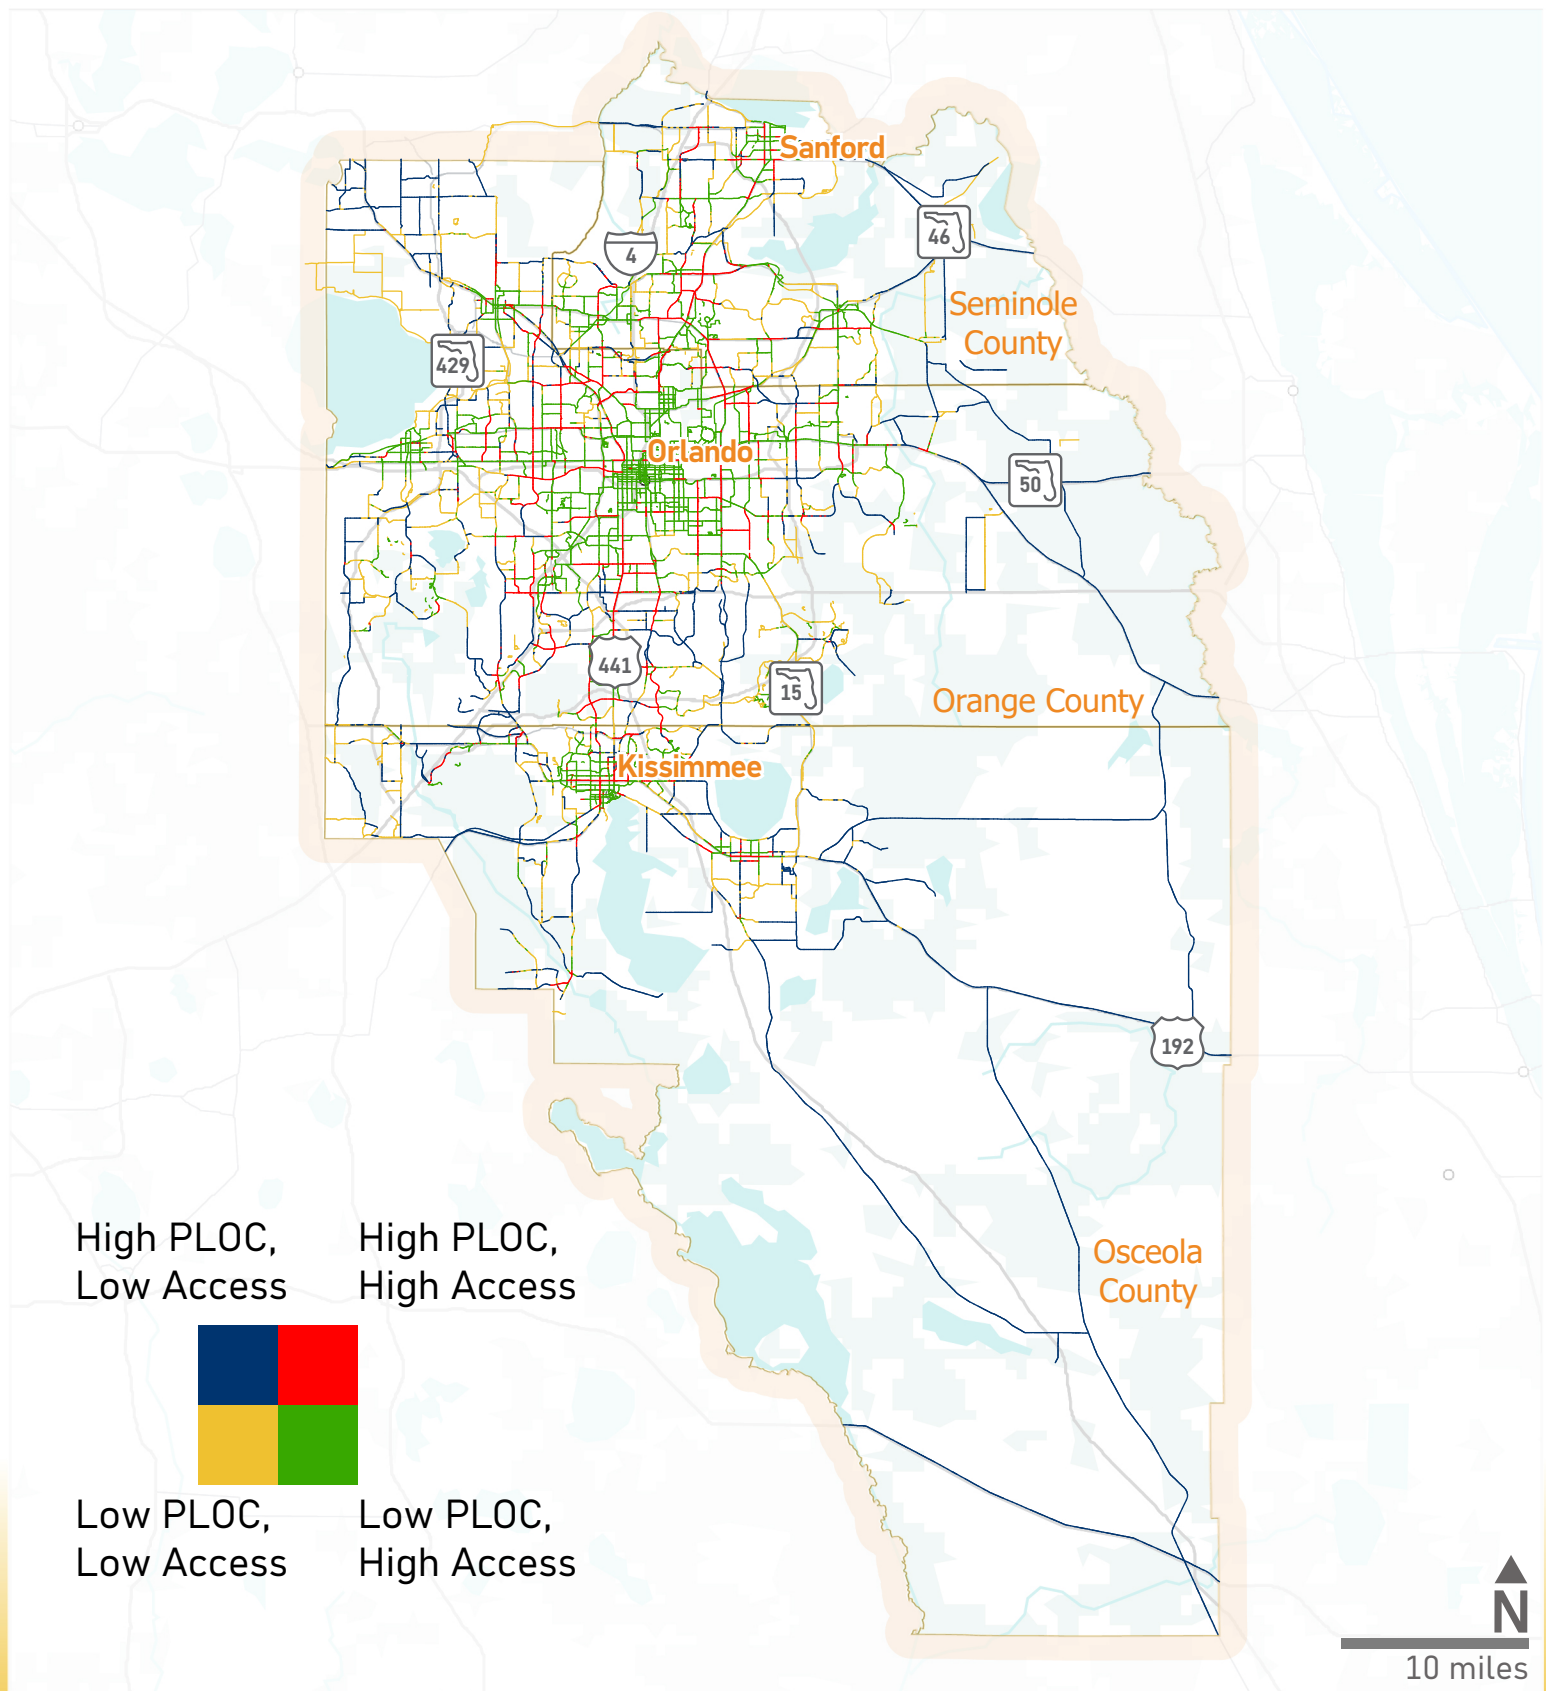 Sanford
46
4
Seminole
County
429
Orlando
50
441
15
Orange County
Kissimmee
192
High PLOC,
Low Access
High PLOC,
High Access
Osceola
County
Low PLOC,
Low Access
Low PLOC,
High Access
N
10 miles